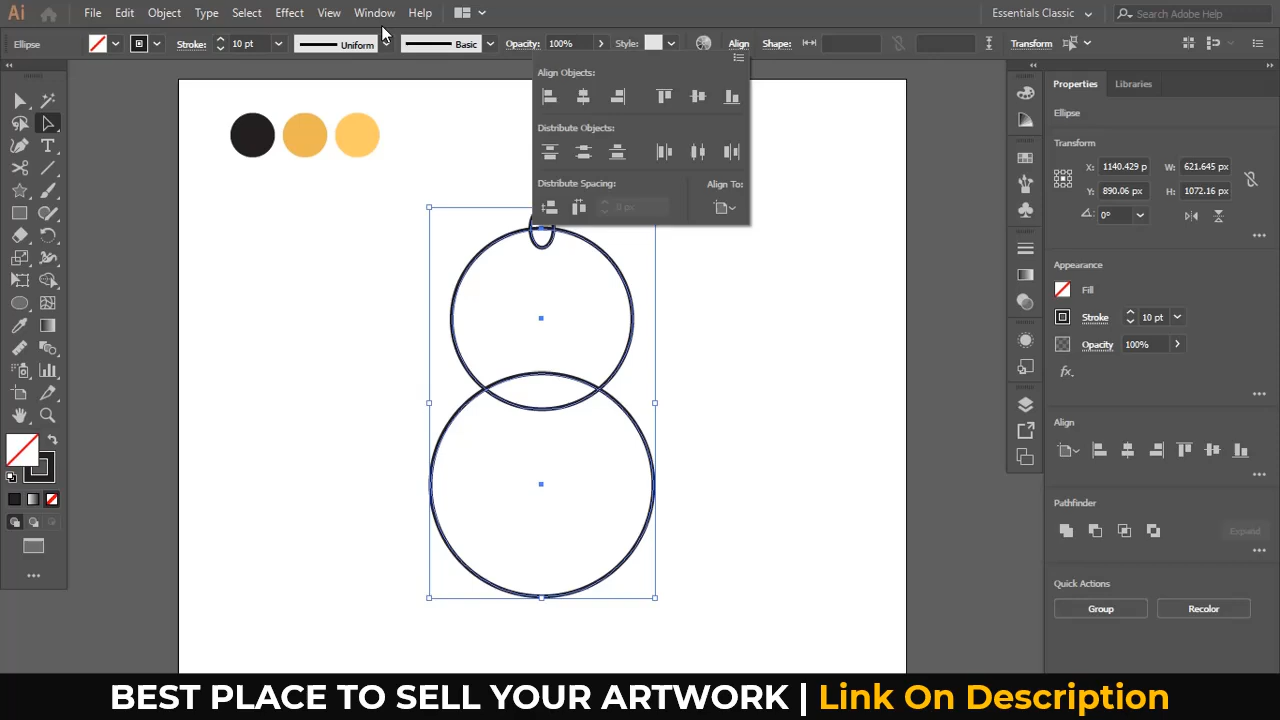 Ai File Edit Object Type Select Effect View Window Help Essentials Classic Search Adobe Help
Ellipse Stroke: 10 pt Uniform Basic Opacity: 100% Style: Align Shape: Transform
Align Objects:
Distribute Objects:
Distribute Spacing: Align To:
0 px
Properties Libraries
Ellipse
Transform
X: 1140.429 p W: 621.645 px
Y: 890.06 px H: 1072.16 px
0°
Appearance
Fill
Stroke 10 pt
Opacity 100%
fx.
Align
Pathfinder
Expand
Quick Actions
Group Recolor
BEST PLACE TO SELL YOUR ARTWORK | Link On Description